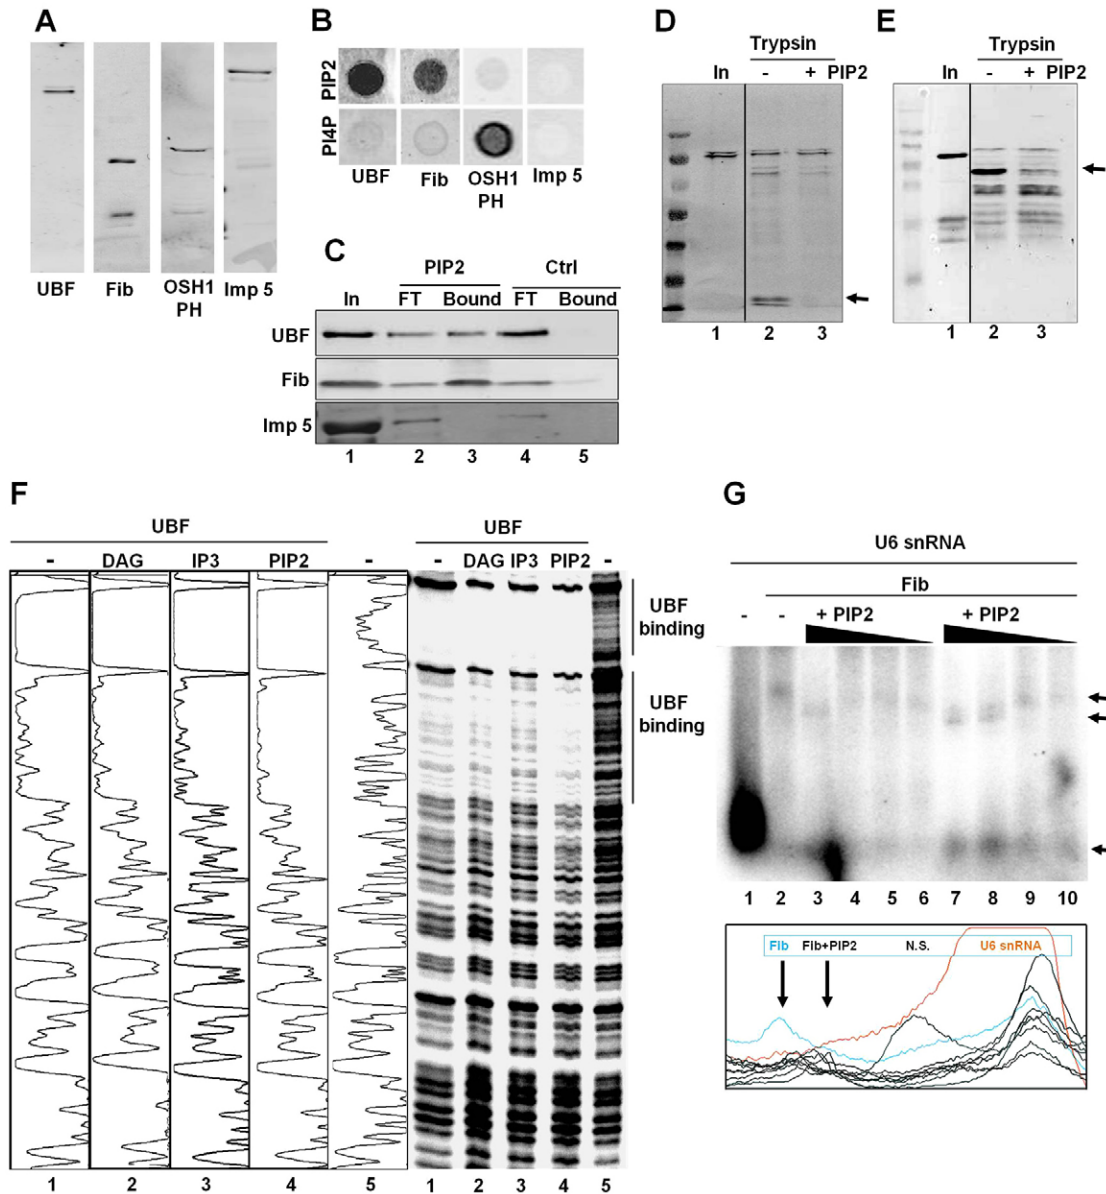 A
UBF Fib OSH1 PH Imp 5
B
PIP2
PI4P
UBF Fib OSH1 PH Imp 5
C
PIP2 Ctrl
In FT Bound FT Bound
UBF
Fib
Imp 5
1 2 3 4 5
D
Trypsin
In - + PIP2
1 2 3
E
Trypsin
In - + PIP2
1 2 3
F
UBF
- DAG IP3 PIP2 -
1 2 3 4 5
UBF
- DAG IP3 PIP2 -
UBF binding
UBF binding
1 2 3 4 5
G
U6 snRNA
Fib
- - + PIP2 + PIP2
1 2 3 4 5 6 7 8 9 10
Fib Fib+PIP2 N.S. U6 snRNA